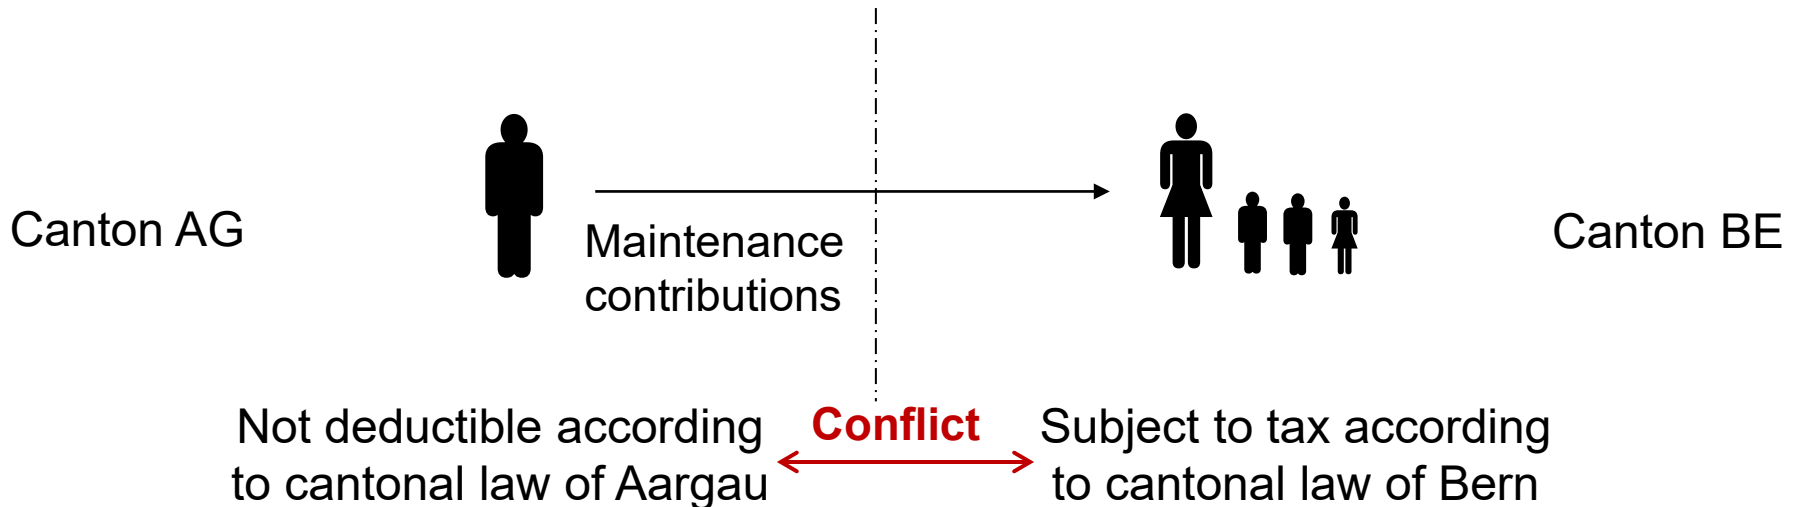 Canton AG
Maintenance
contributions
Canton BE
Not deductible according
to cantonal law of Aargau
Conflict
Subject to tax according
to cantonal law of Bern